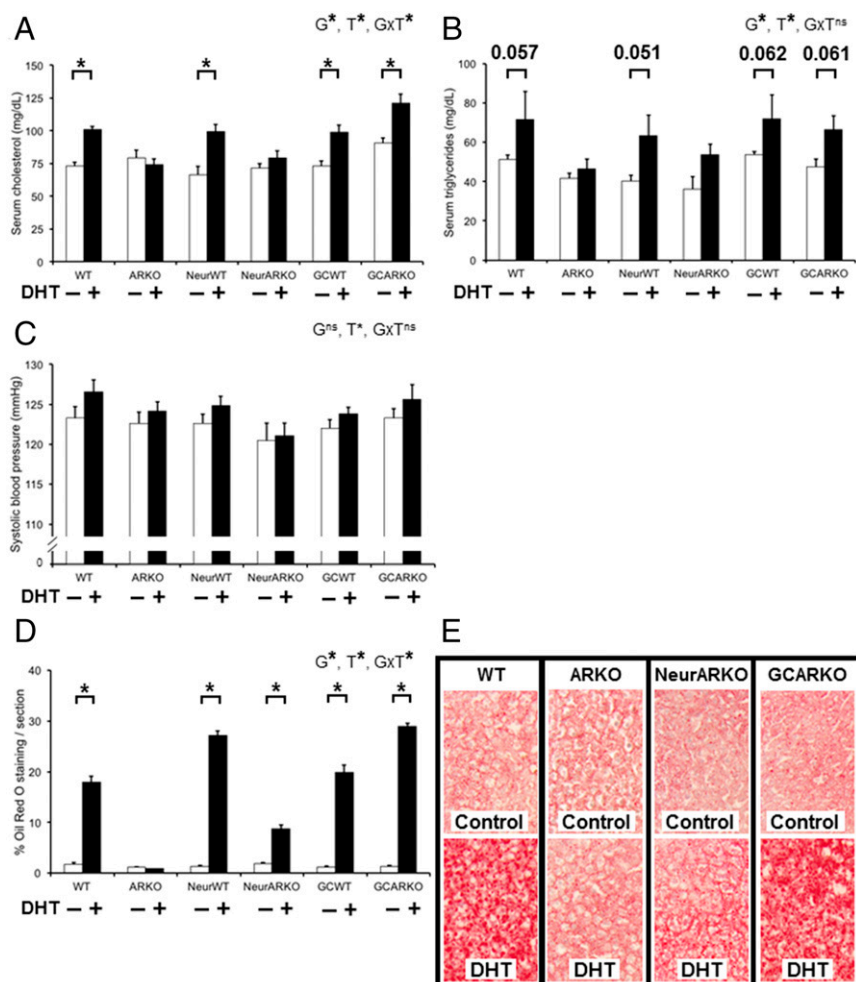 A
G*, T*, GxT*
* * * *
Serum cholesterol (mg/dL)
150
125
100
75
50
25
0
WT ARKO NeurWT NeurARKO GCWT GCARKO
DHT − + − + − + − + − + − +
B
G*, T*, GxTns
0.057 0.051 0.062 0.061
Serum triglycerides (mg/dL)
100
80
60
40
20
0
WT ARKO NeurWT NeurARKO GCWT GCARKO
DHT − + − + − + − + − + − +
C
Gns, T*, GxTns
Systolic blood pressure (mmHg)
130
125
120
110
0
WT ARKO NeurWT NeurARKO GCWT GCARKO
DHT − + − + − + − + − + − +
D
G*, T*, GxT*
* * * * *
% Oil Red O staining / section
40
30
20
10
0
WT ARKO NeurWT NeurARKO GCWT GCARKO
DHT − + − + − + − + − + − +
E
WT ARKO NeurARKO GCARKO
Control Control Control Control
DHT DHT DHT DHT